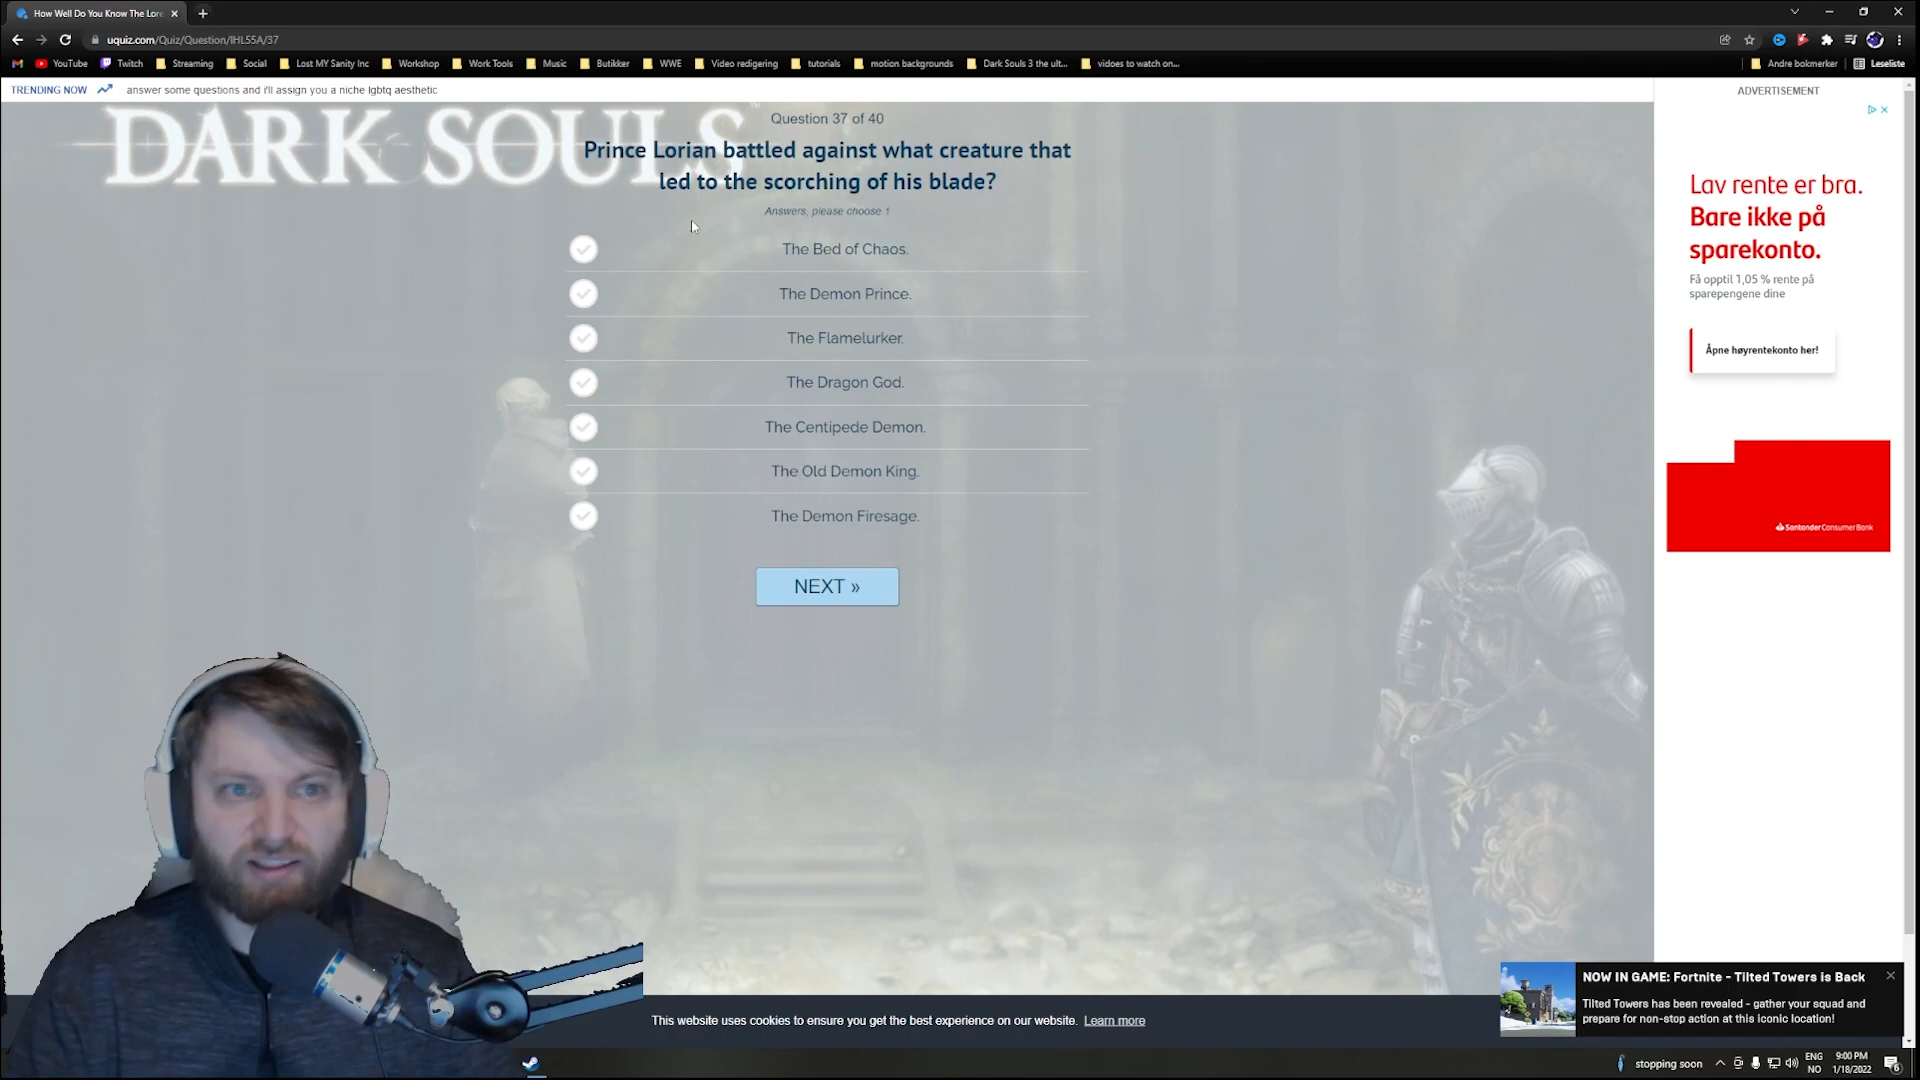 How Well Do You Know The Lore
uquiz.com/Quiz/Question/IHL55A/37
YouTube Twitch Streaming Social Lost MY Sanity Inc Workshop Work Tools Music Butikker WWE Video redigering tutorials motion backgrounds Dark Souls 3 the ult... vidoes to watch on... Andre bokmerker Leseliste
TRENDING NOW answer some questions and i'll assign you a niche lgbtq aesthetic
ADVERTISEMENT
DARK SOULS
Question 37 of 40
Prince Lorian battled against what creature that
led to the scorching of his blade?
Answers, please choose 1
The Bed of Chaos.
The Demon Prince.
The Flamelurker.
The Dragon God.
The Centipede Demon.
The Old Demon King.
The Demon Firesage.
NEXT »
Lav rente er bra.
Bare ikke på
sparekonto.
Få opptil 1,05 % rente på
sparepengene dine
Åpne høyrentekonto her!
Santander Consumer Bank
NOW IN GAME: Fortnite - Tilted Towers is Back
Tilted Towers has been revealed - gather your squad and
prepare for non-stop action at this iconic location!
This website uses cookies to ensure you get the best experience on our website. Learn more
stopping soon
ENG
NO
9:00 PM
1/18/2022
6